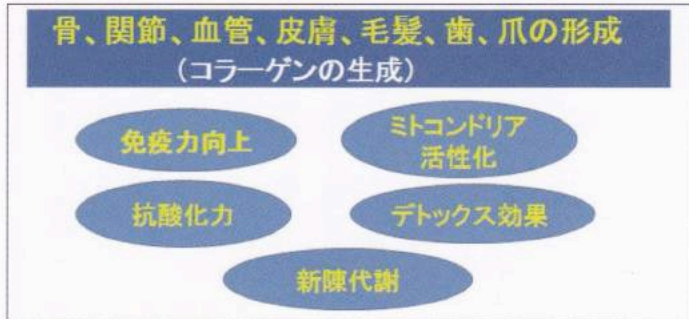 骨、関節、血管、皮膚、毛髪、歯、爪の形成
(コラーゲンの生成)
免疫力向上
ミトコンドリア
活性化
抗酸化力
デトックス効果
新陳代謝